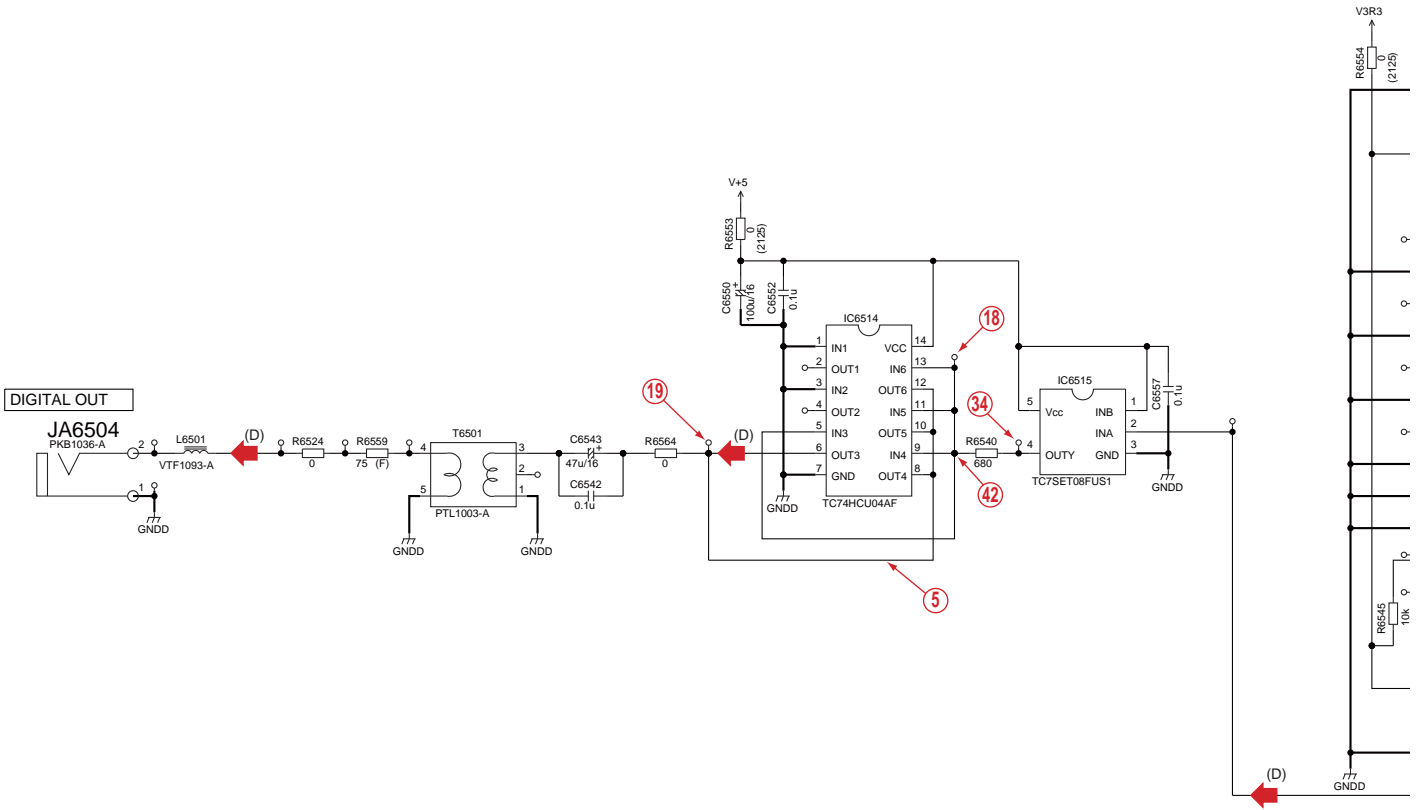 V3R3
R6554
0
(2125)
V+5
R6553
0
(2125)
C6550
+
100u/16
C6552
0.1u
IC6514
1 IN1 VCC 14
2 OUT1 IN6 13
3 IN2 OUT6 12
4 OUT2 IN5 11
5 IN3 OUT5 10
6 OUT3 IN4 9
7 GND OUT4 8
TC74HCU04AF
GNDD
18
IC6515
5 Vcc INB 1
INA 2
4 OUTY GND 3
TC7SET08FUS1
C6557
0.1u
GNDD
34
R6540
680
42
5
19
(D)
DIGITAL OUT
JA6504
PKB1036-A
2
1
GNDD
L6501
VTF1093-A
(D)
R6524
0
R6559
75 (F)
T6501
4 3
2
5 1
PTL1003-A
GNDD
GNDD
C6543
+
47u/16
C6542
0.1u
R6564
0
R6545
10k
GNDD
(D)